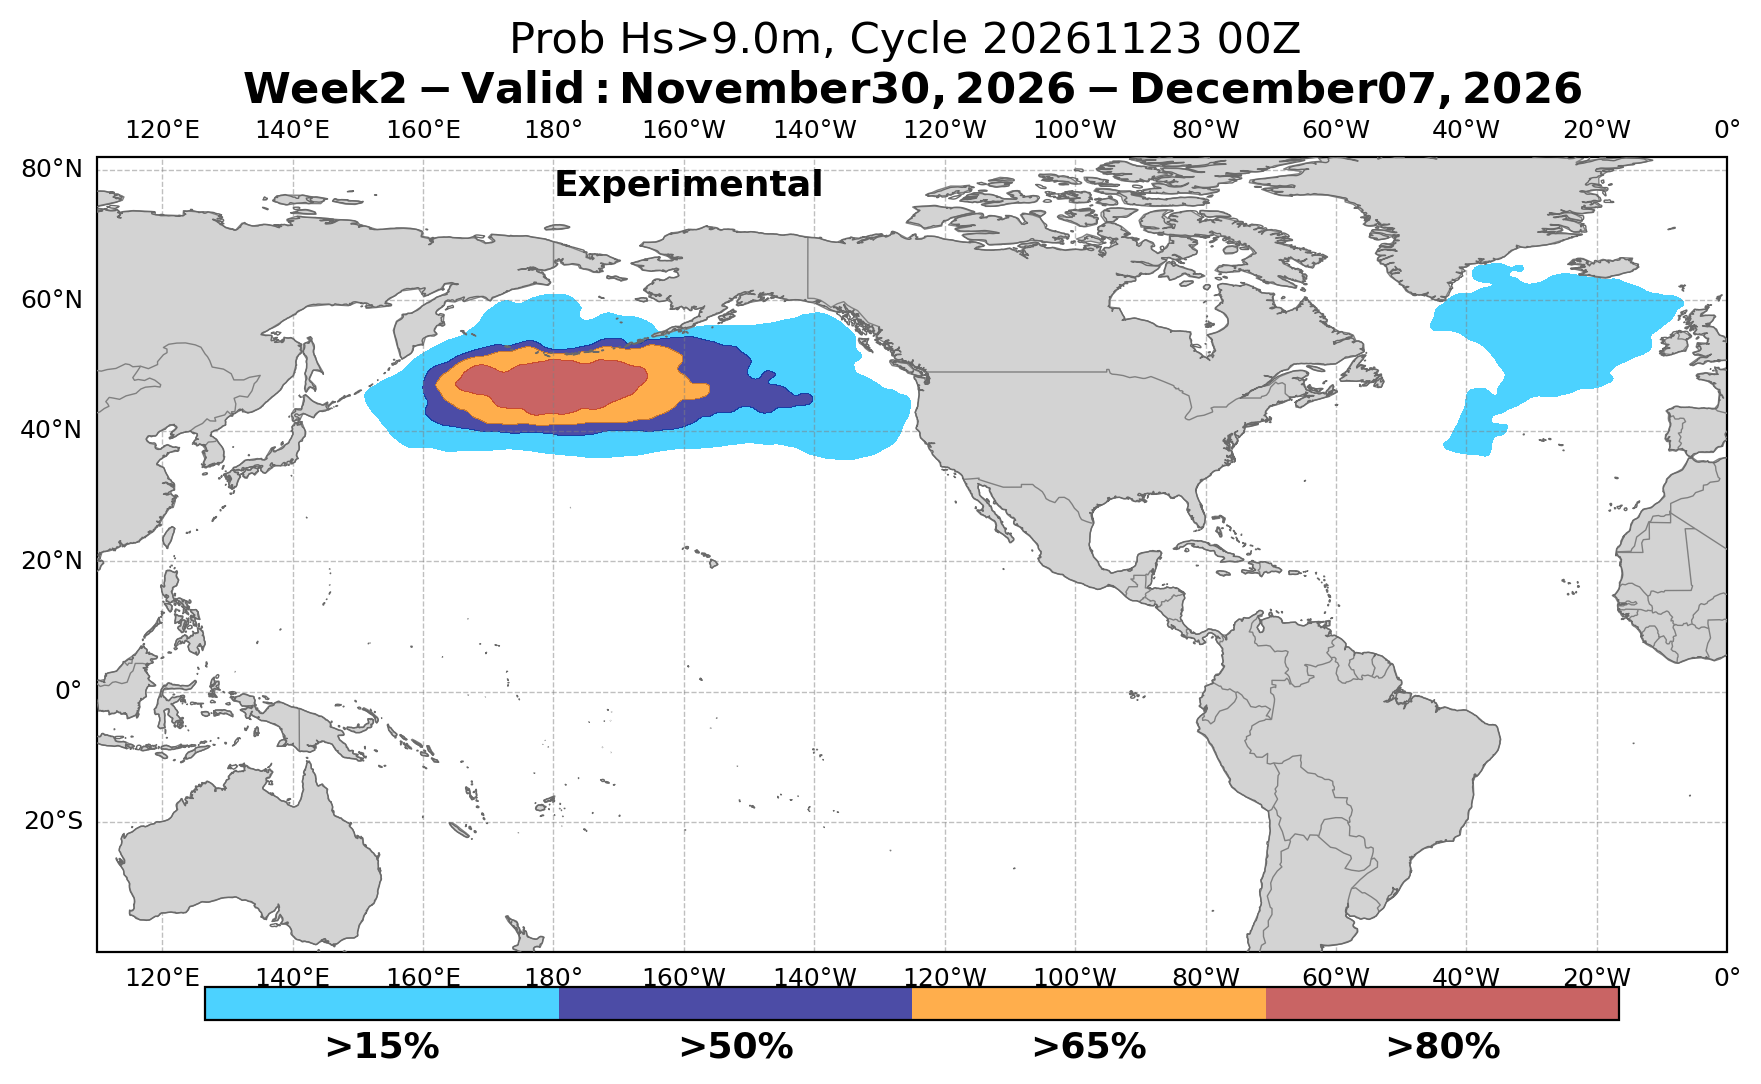 Prob Hs>9.0m, Cycle 20261123 00Z
Week2 − Valid : November30, 2026 − December07, 2026
120°E 140°E 160°E 180° 160°W 140°W 120°W 100°W 80°W 60°W 40°W 20°W 0°
80°N
Experimental
60°N
40°N
20°N
0°
20°S
120°E 140°E 160°E 180° 160°W 140°W 120°W 100°W 80°W 60°W 40°W 20°W 0°
>15% >50% >65% >80%